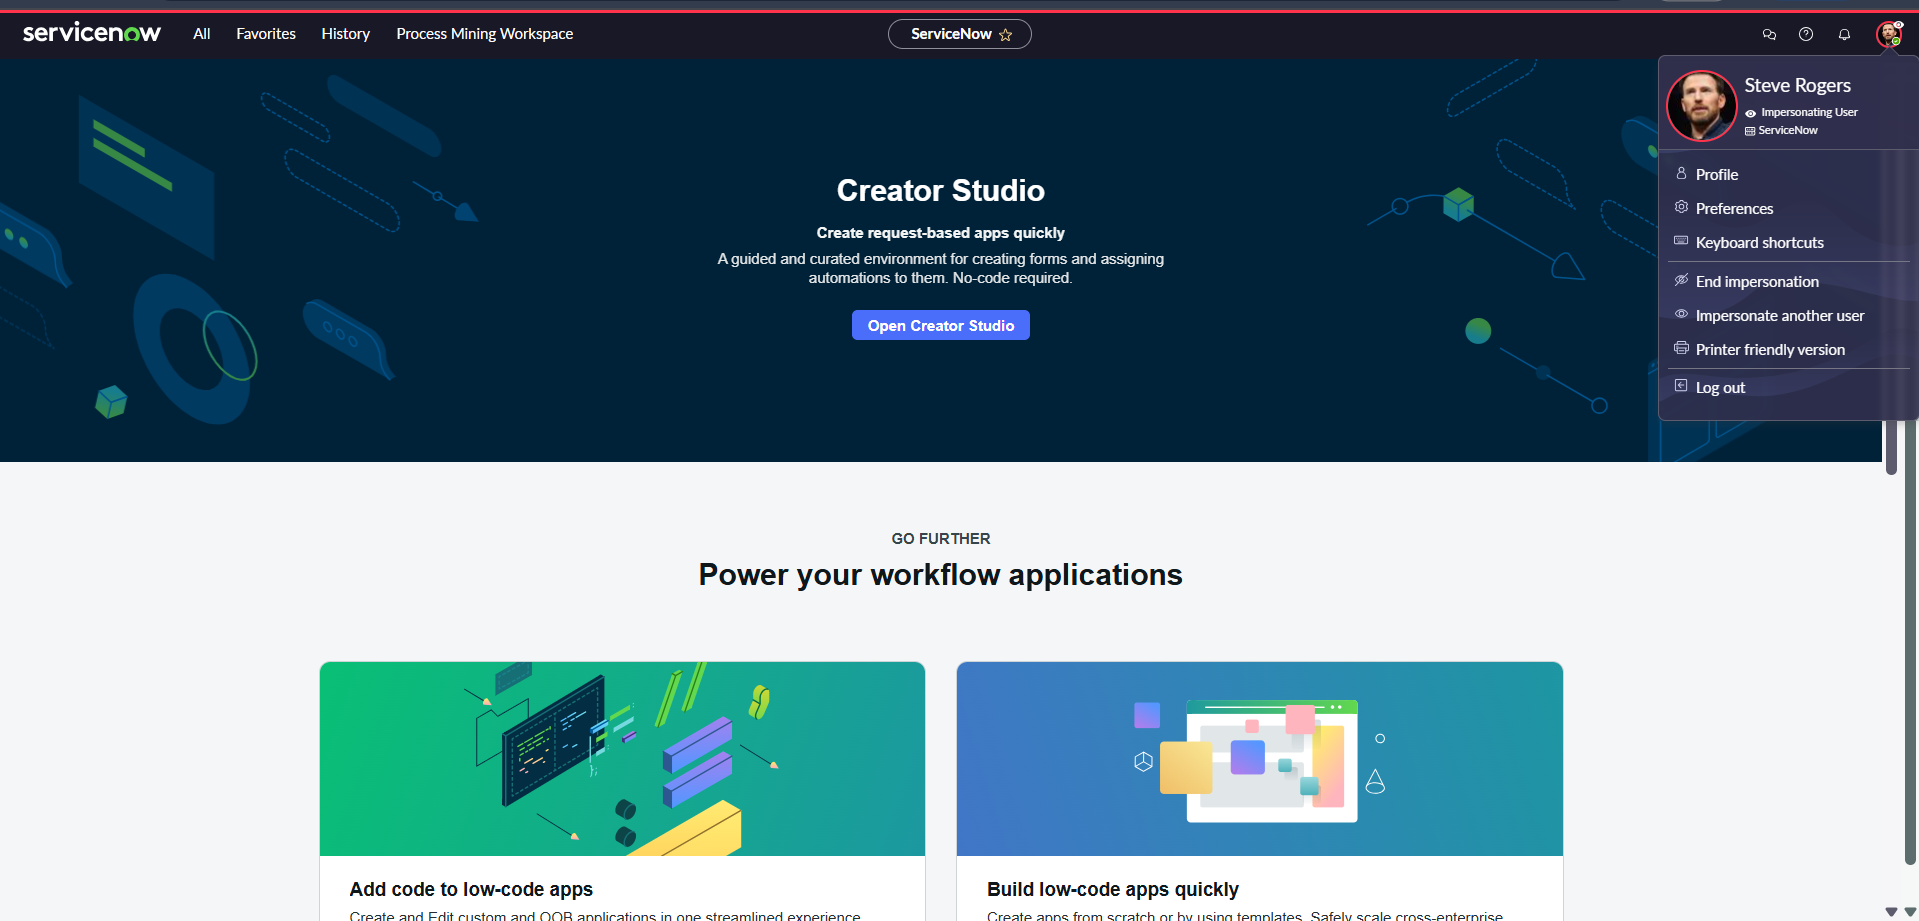 servicenow All Favorites History Process Mining Workspace ServiceNow
Steve Rogers
Impersonating User
ServiceNow
Profile
Preferences
Keyboard shortcuts
End impersonation
Impersonate another user
Printer friendly version
Log out
Creator Studio
Create request-based apps quickly
A guided and curated environment for creating forms and assigning
automations to them. No-code required.
Open Creator Studio
GO FURTHER
Power your workflow applications
Add code to low-code apps
Create and Edit custom and OOB applications in one streamlined experience
Build low-code apps quickly
Create apps from scratch or by using templates. Safely scale cross-enterprise